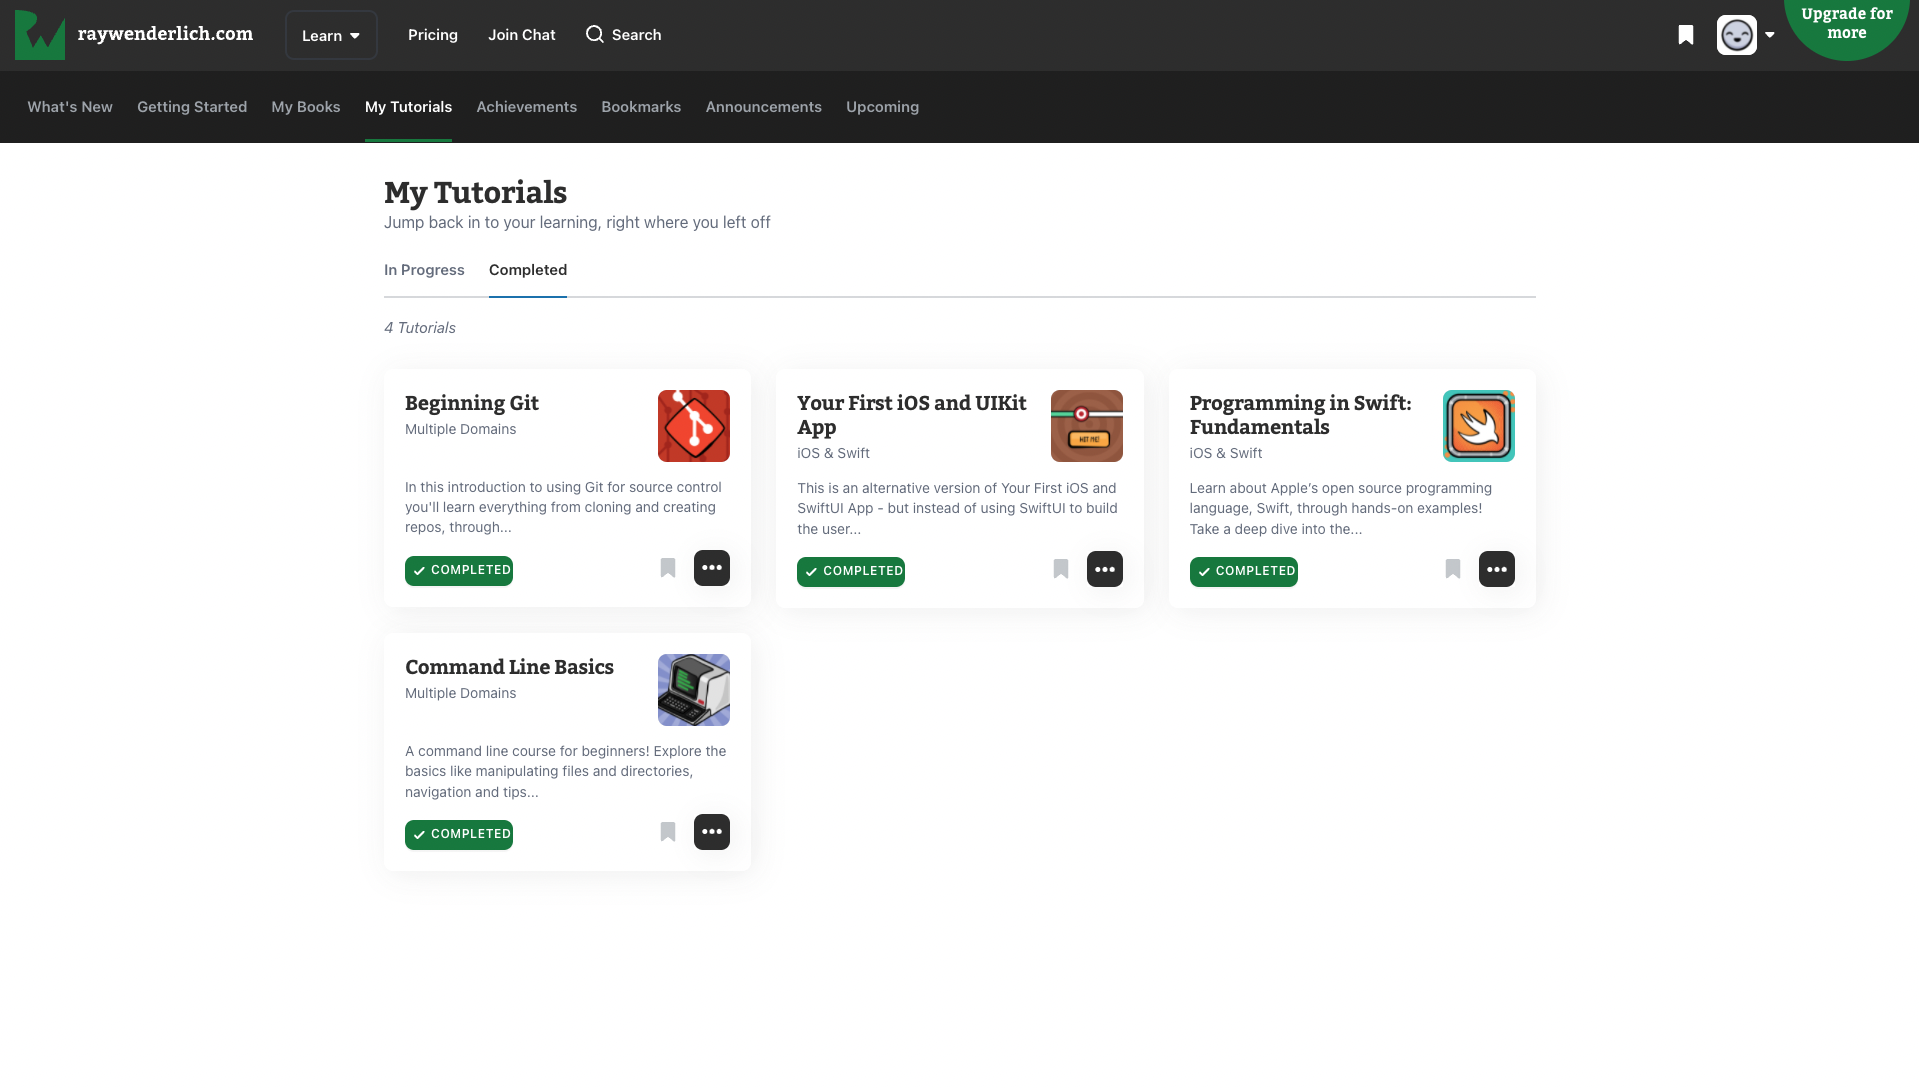 raywenderlich.com
Learn
Pricing
Join Chat
Search
Upgrade for
more
What's New
Getting Started
My Books
My Tutorials
Achievements
Bookmarks
Announcements
Upcoming
My Tutorials
Jump back in to your learning, right where you left off
In Progress
Completed
4 Tutorials
Beginning Git
Multiple Domains
In this introduction to using Git for source control
you'll learn everything from cloning and creating
repos, through...
COMPLETED
Your First iOS and UIKit
App
iOS & Swift
HIT ME!
This is an alternative version of Your First iOS and
SwiftUI App - but instead of using SwiftUI to build
the user...
COMPLETED
Programming in Swift:
Fundamentals
iOS & Swift
Learn about Apple’s open source programming
language, Swift, through hands-on examples!
Take a deep dive into the...
COMPLETED
Command Line Basics
Multiple Domains
A command line course for beginners! Explore the
basics like manipulating files and directories,
navigation and tips...
COMPLETED